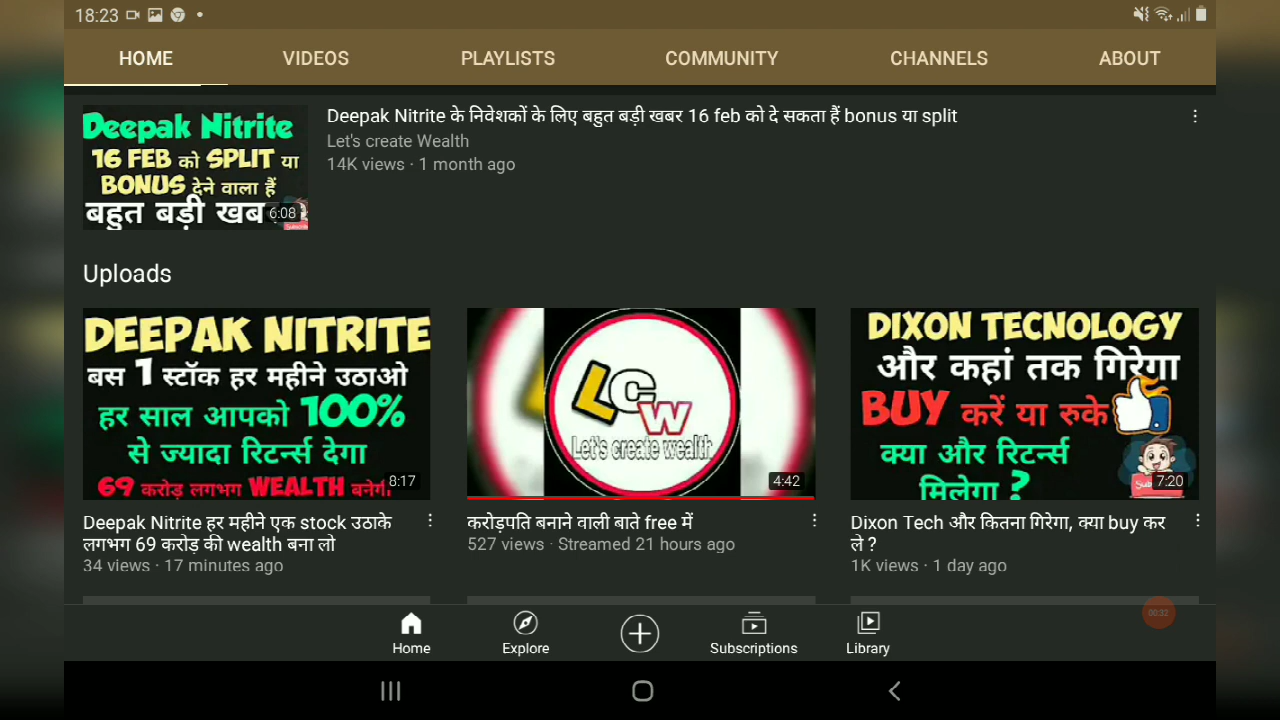 18:23
HOME VIDEOS PLAYLISTS COMMUNITY CHANNELS ABOUT
Deepak Nitrite
16 FEB को SPLIT या
BONUS देने वाला हैं
बहुत बड़ी खब
6:08
Deepak Nitrite के निवेशकों के लिए बहुत बड़ी खबर 16 feb को दे सकता हैं bonus या split
Let's create Wealth
14K views · 1 month ago
Uploads
DEEPAK NITRITE
बस 1 स्टॉक हर महीने उठाओ
हर साल आपको 100%
से ज्यादा रिटर्न्स देगा
69 करोड़ लगभग WEALTH बनेगी
8:17
Deepak Nitrite हर महीने एक stock उठाके
लगभग 69 करोड़ की wealth बना लो
34 views · 17 minutes ago
LCW
Let's create wealth
4:42
करोड़पति बनाने वाली बाते free में
527 views · Streamed 21 hours ago
DIXON TECNOLOGY
और कहां तक गिरेगा
BUY करें या रुके
क्या और रिटर्न्स
मिलेगा ?
7:20
Dixon Tech और कितना गिरेगा, क्या buy कर
ले ?
1K views · 1 day ago
00:32
Home Explore Subscriptions Library